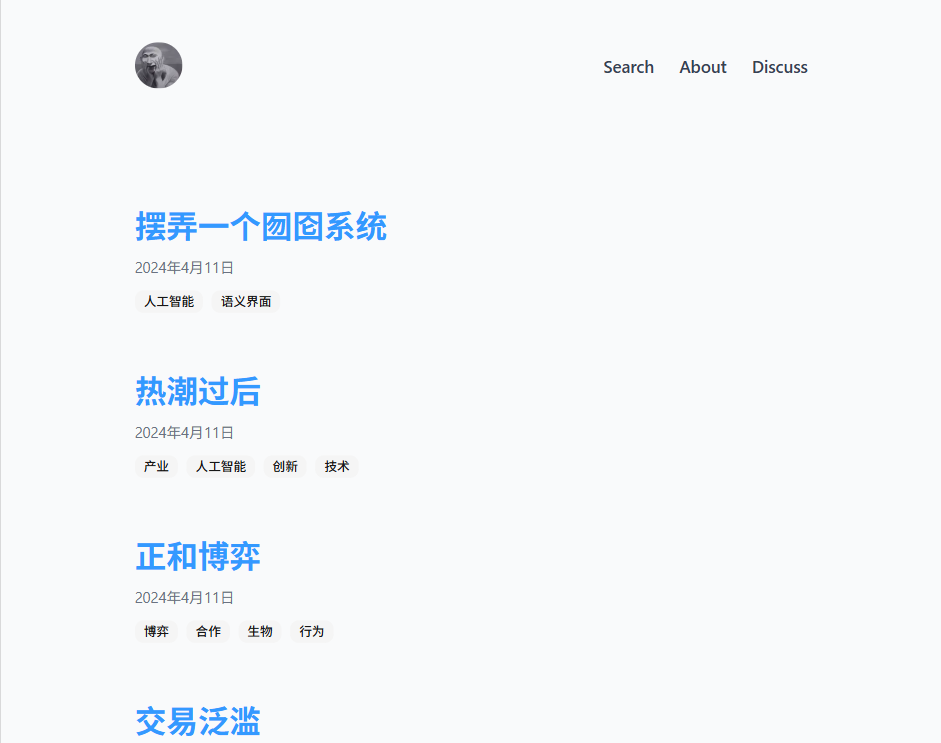 Search About Discuss
摆弄一个囫囵系统
2024年4月11日
人工智能 语义界面
热潮过后
2024年4月11日
产业 人工智能 创新 技术
正和博弈
2024年4月11日
博弈 合作 生物 行为
交易泛滥